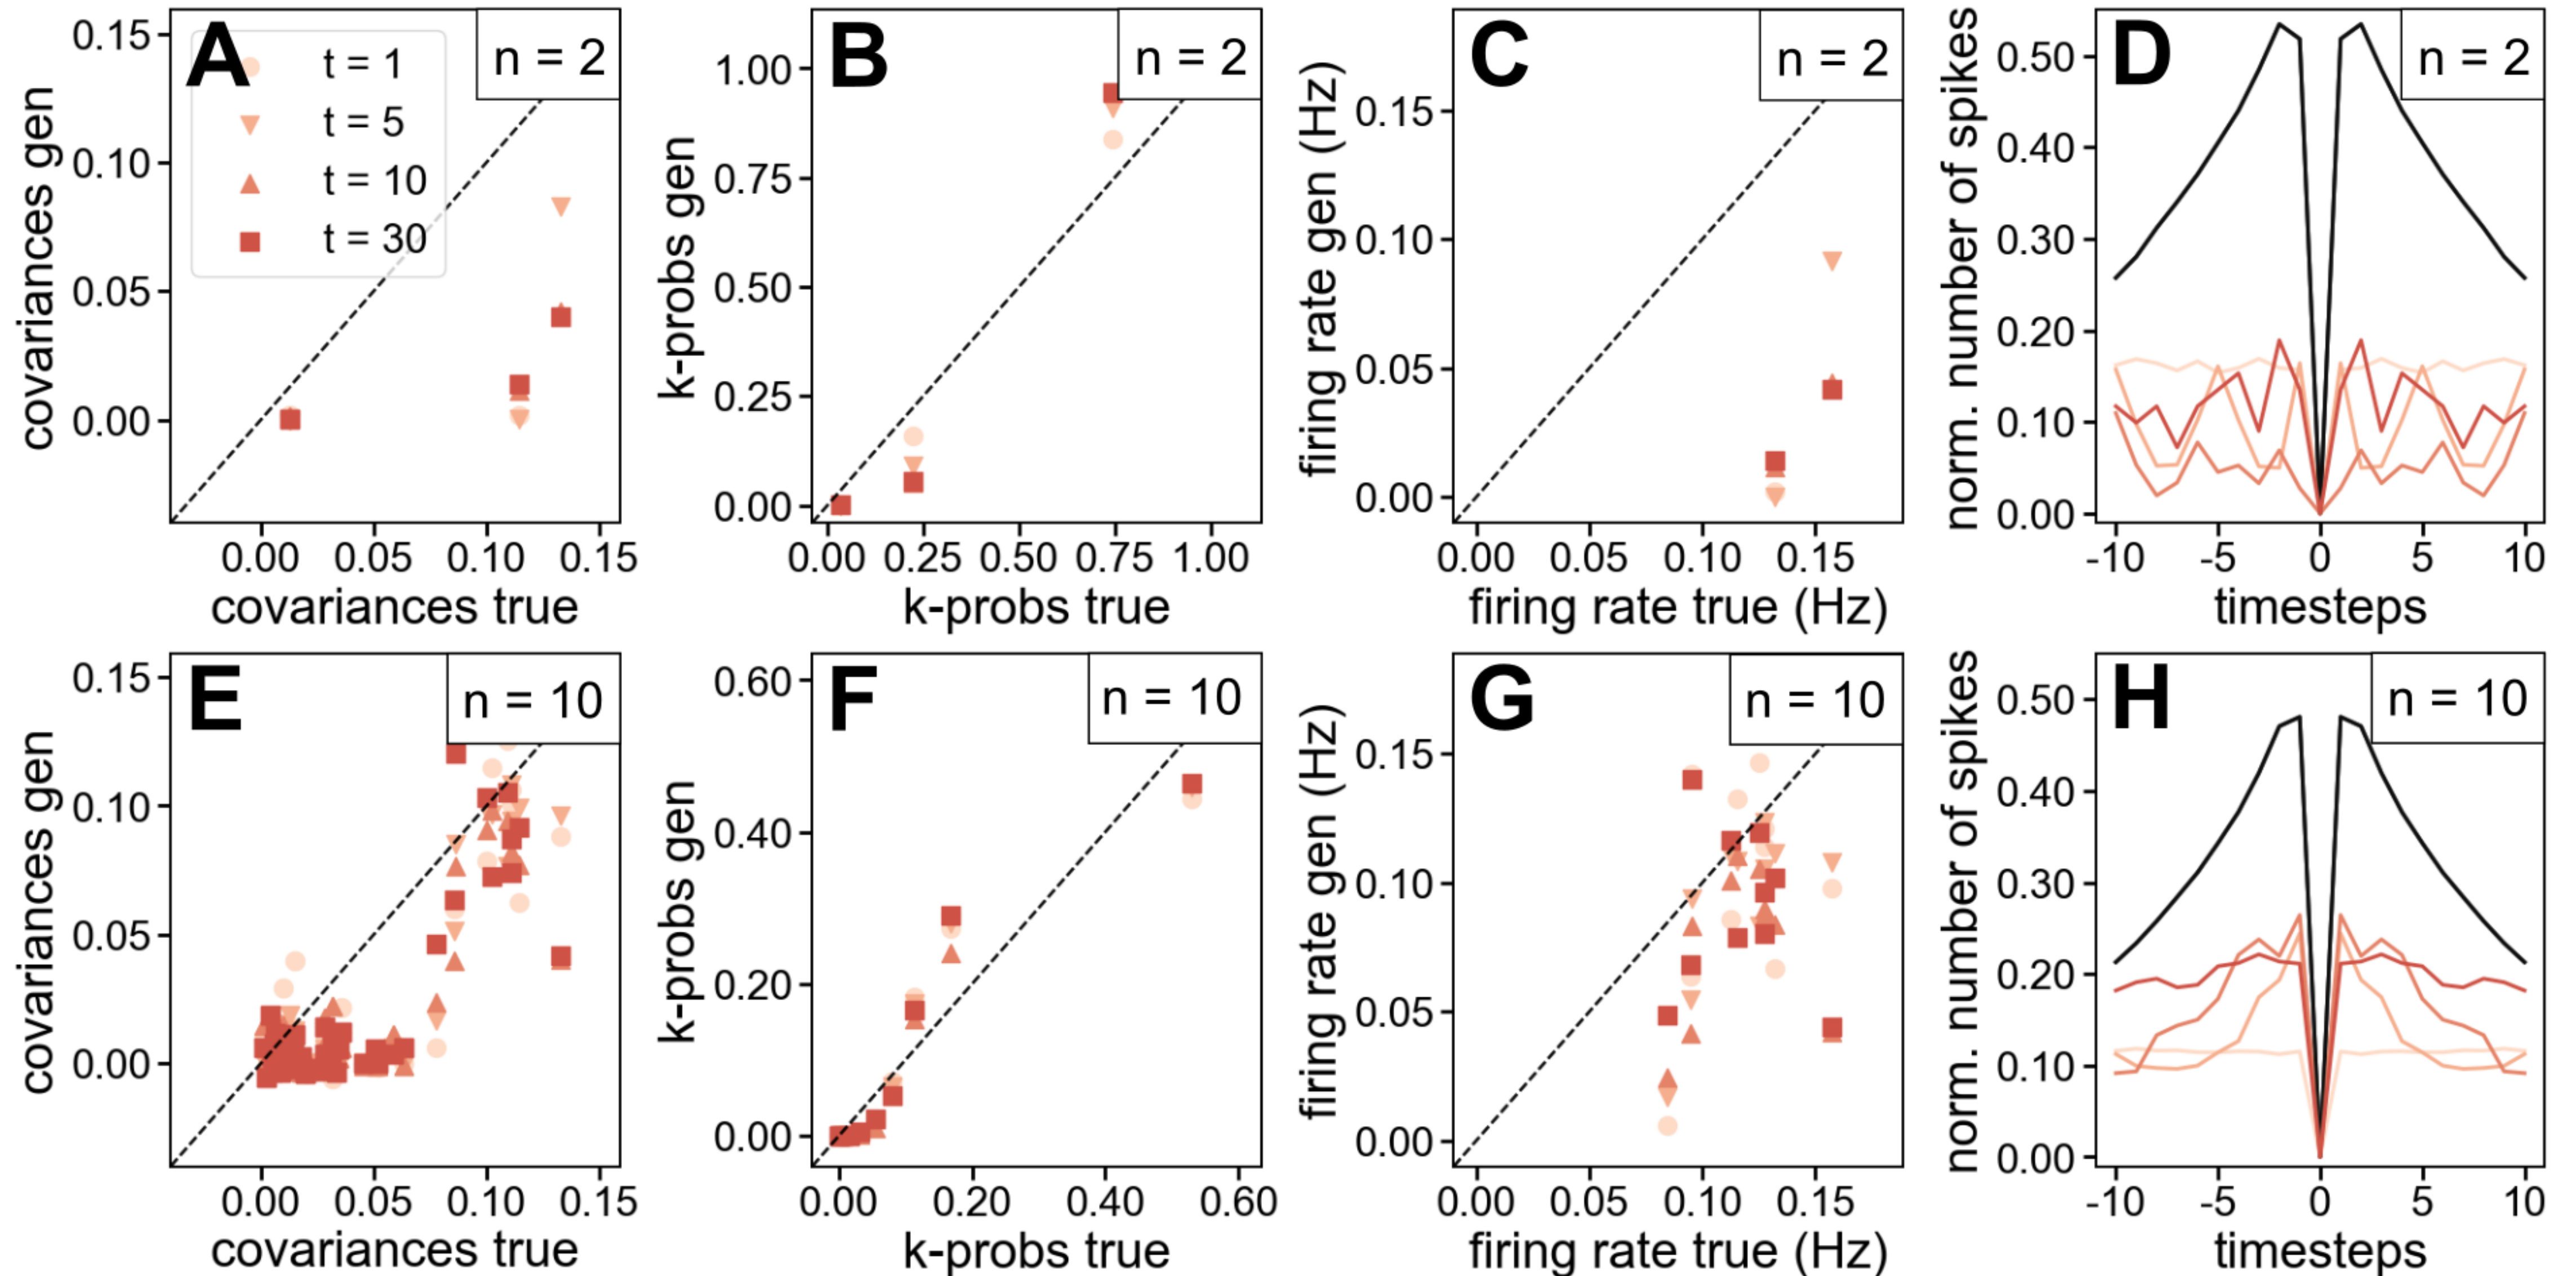 A
n = 2
t = 1
t = 5
t = 10
t = 30
0.15
0.10
0.05
0.00
covariances gen
0.00 0.05 0.10 0.15
covariances true
B
n = 2
1.00
0.75
0.50
0.25
0.00
k-probs gen
0.00 0.25 0.50 0.75 1.00
k-probs true
C
n = 2
0.15
0.10
0.05
0.00
firing rate gen (Hz)
0.00 0.05 0.10 0.15
firing rate true (Hz)
D
n = 2
0.50
0.40
0.30
0.20
0.10
0.00
norm. number of spikes
-10 -5 0 5 10
timesteps
E
n = 10
0.15
0.10
0.05
0.00
covariances gen
0.00 0.05 0.10 0.15
covariances true
F
n = 10
0.60
0.40
0.20
0.00
k-probs gen
0.00 0.20 0.40 0.60
k-probs true
G
n = 10
0.15
0.10
0.05
0.00
firing rate gen (Hz)
0.00 0.05 0.10 0.15
firing rate true (Hz)
H
n = 10
0.50
0.40
0.30
0.20
0.10
0.00
norm. number of spikes
-10 -5 0 5 10
timesteps